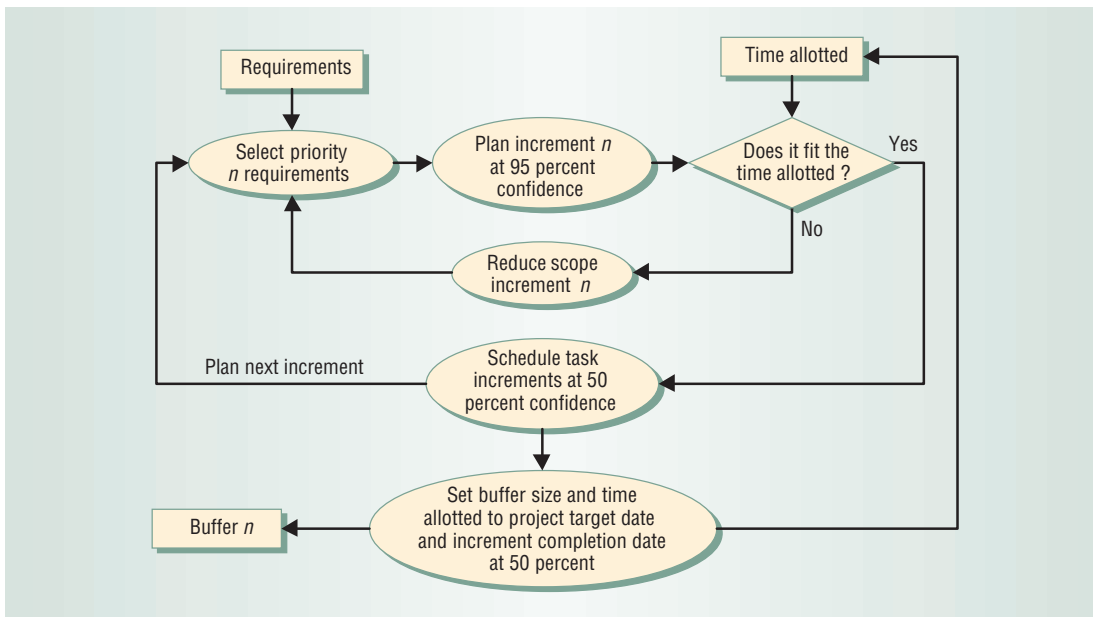 Requirements
Time allotted
Select priority
n requirements
Plan increment n
at 95 percent
confidence
Does it fit the
time allotted ?
Yes
No
Reduce scope
increment n
Plan next increment
Schedule task
increments at 50
percent confidence
Set buffer size and time
allotted to project target date
and increment completion date
at 50 percent
Buffer n